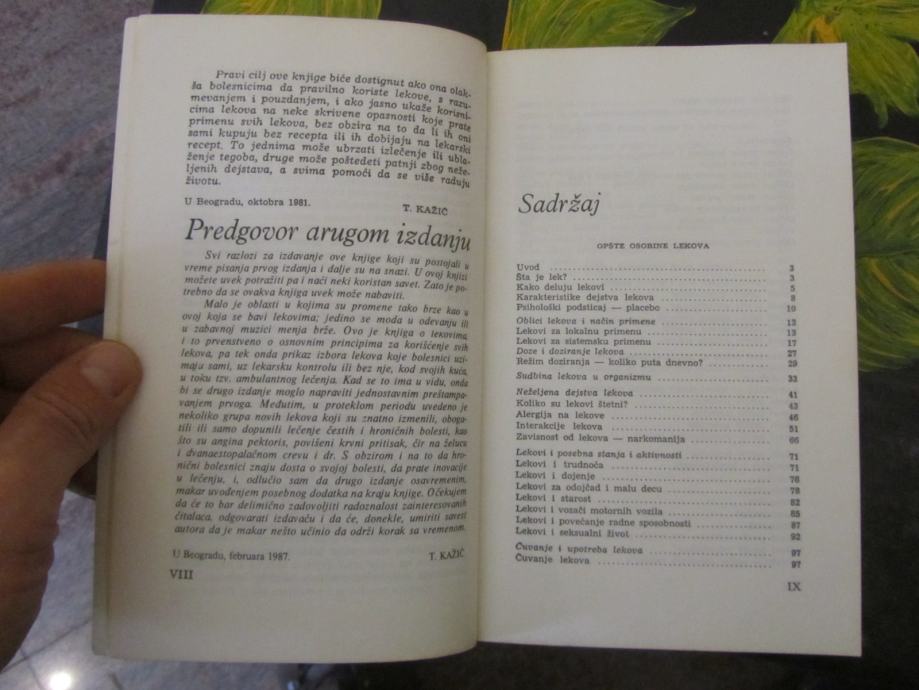 Pravi cilj ove knjige biće dostignut ako ona olak-
ša bolesnicima da pravilno koriste lekove, s razu-
mevanjem i pouzdanjem, i ako jasno ukaže korisni-
cima lekova na neke skrivene opasnosti koje prate
primenu svih lekova, bez obzira na to da li ih oni
sami kupuju bez recepta ili ih dobijaju na lekarski
recept. To jednima može ubrzati izlečenje ili ubla-
ženje tegoba, druge može poštedeti patnji zbog neže-
ljenih dejstava, a svima pomoći da se više raduju
životu.
U Beogradu, oktobra 1981.
T. KAŽIĆ
Predgovor arugom izdanju
Svi razlozi za izdavanje ove knjige koji su postojali u
vreme pisanja prvog izdanja i dalje su na snazi. U ovoj knjizi
možete uvek potražiti pa i naći neki koristan savet. Zato je po-
trebno da se ovakva knjiga uvek može nabaviti.
Malo je oblasti u kojima su promene tako brze kao u
ovoj koja se bavi lekovima; jedino se moda u odevanju ili
u zabavnoj muzici menja brže. Ovo je knjiga o lekovima,
i to prvenstveno o osnovnim principima za korišćenje svih
lekova, pa tek onda prikaz izbora lekova koje bolesnici uzi-
maju sami, uz lekarsku kontrolu ili bez nje, kod svojih kuća,
u toku tzv. ambulantnog lečenja. Kad se to ima u vidu, onda
bi se drugo izdanje moglo napraviti jednostavnim preštampa-
vanjem prvoga. Međutim, u proteklom periodu uvedeno je
nekoliko grupa novih lekova koji su znatno izmenili, oboga-
tili ili samo dopunili lečenje čestih i hroničnih bolesti, kao
što su angina pektoris, povišeni krvni pritisak, čir na želucu
i dvanaestopalačnom crevu i dr. S obzirom i na to da hro-
nični bolesnici znaju dosta o svojoj bolesti, da prate inovacije
u lečenju, i, odlučio sam da drugo izdanje osavremenim,
makar uvođenjem posebnog dodatka na kraju knjige. Očekujem
da će to bar delimično zadovoljiti radoznalost zainteresovanih
čitalaca, odgovarati izdavaču i da će, donekle, umiriti savest
autora da je makar nešto učinio da održi korak sa vremenom.
U Beogradu, februara 1987.
T. KAŽIĆ
VIII
Sadržaj
OPŠTE OSOBINE LEKOVA
Uvod 3
Šta je lek? 3
Kako deluju lekovi 5
Karakteristike dejstva lekova 8
Psihološki podsticaj — placebo 10
Oblici lekova i način primene 13
Lekovi za lokalnu primenu 13
Lekovi za sistemsku primenu 17
Doze i doziranje lekova 27
Režim doziranja — koliko puta dnevno? 29
Sudbina lekova u organizmu 33
Neželjena dejstva lekova 41
Koliko su lekovi štetni? 43
Alergija na lekove 46
Interakcije lekova 51
Zavisnost od lekova — narkomanija 66
Lekovi i posebna stanja i aktivnosti 71
Lekovi i trudnoća 71
Lekovi i dojenje 76
Lekovi za odojčad i malu decu 78
Lekovi i starost 82
Lekovi i vozači motornih vozila 85
Lekovi i povećanje radne sposobnosti 87
Lekovi i seksualni život 92
Čuvanje i upotreba lekova 97
Čuvanje lekova 97
IX